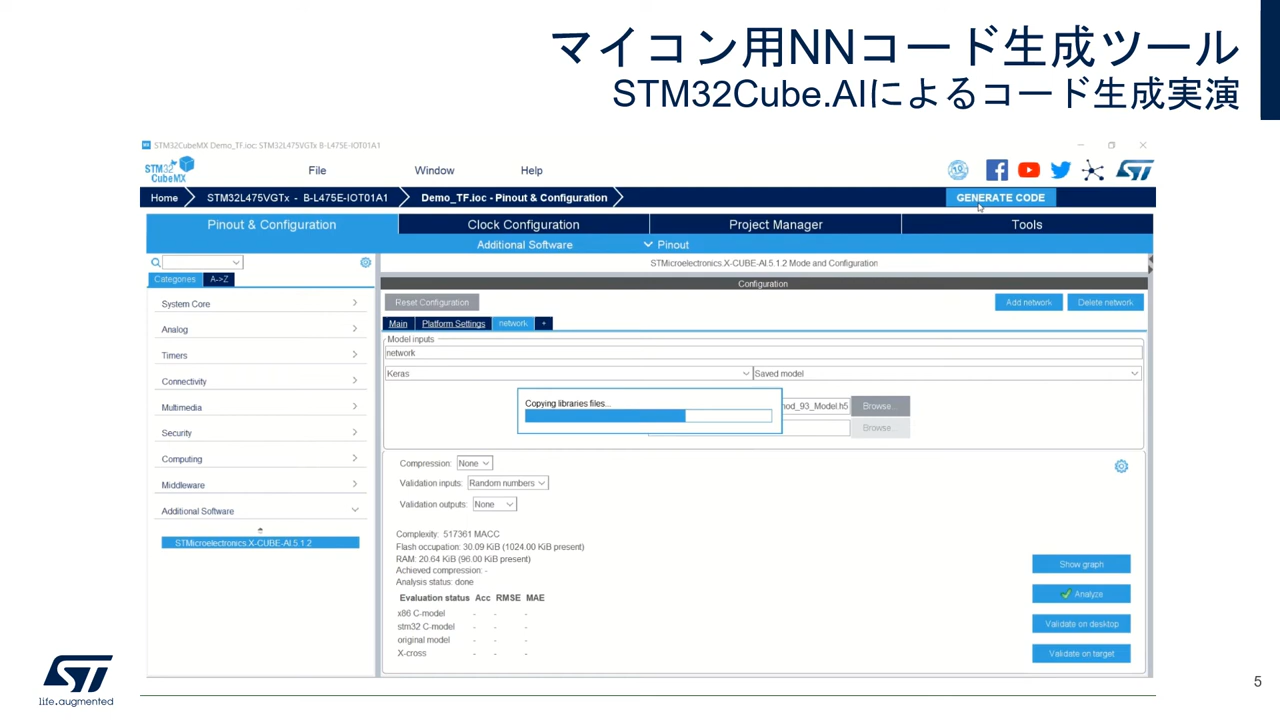 マイコン用NNコード生成ツール
STM32Cube.AIによるコード生成実演
STM32CubeMX Demo_TF.ioc: STM32L475VGTx B-L475E-IOT01A1
STM32
CubeMX
File Window Help
10
Home STM32L475VGTx - B-L475E-IOT01A1 Demo_TF.ioc - Pinout & Configuration GENERATE CODE
Pinout & Configuration Clock Configuration Project Manager Tools
Additional Software Pinout
STMicroelectronics.X-CUBE-AI.5.1.2 Mode and Configuration
Categories A->Z
Configuration
System Core
Analog
Timers
Connectivity
Multimedia
Security
Computing
Middleware
Additional Software
STMicroelectronics.X-CUBE-AI.5.1.2
Reset Configuration Add network Delete network
Main Platform Settings network +
Model inputs
network
Keras Saved model
Copying libraries files...
nod_93_Model.h5 Browse...
Browse...
Compression: None
Validation inputs: Random numbers
Validation outputs: None
Complexity: 517361 MACC
Flash occupation: 30.09 KiB (1024.00 KiB present)
RAM: 20.64 KiB (96.00 KiB present)
Achieved compression: -
Analysis status: done
Evaluation status Acc RMSE MAE
x86 C-model - - -
stm32 C-model - - -
original model - - -
X-cross - - -
Show graph
Analyze
Validate on desktop
Validate on target
ST
life.augmented
5